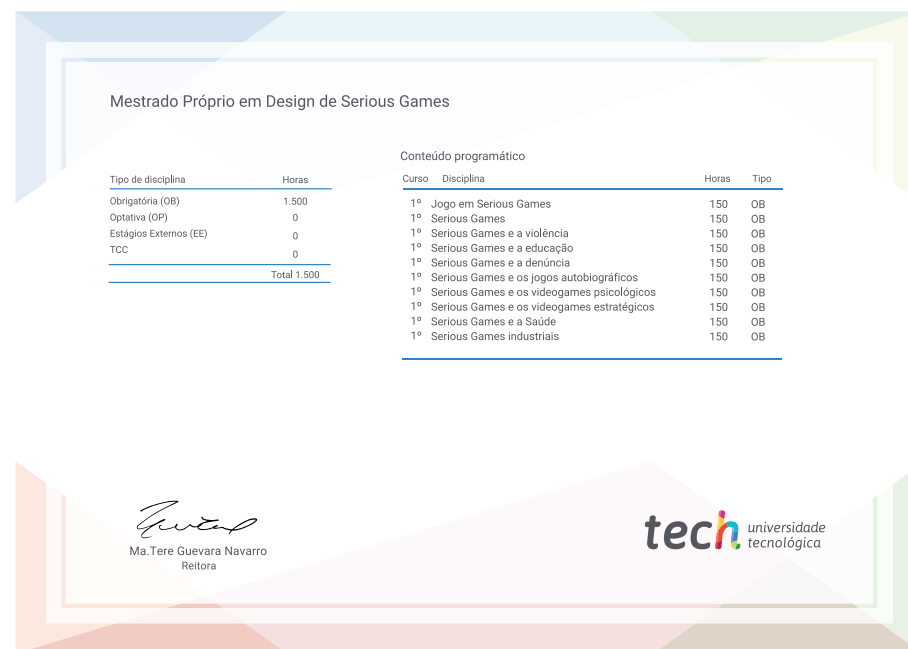 Mestrado Próprio em Design de Serious Games
Tipo de disciplina Horas
Obrigatória (OB) 1.500
Optativa (OP) 0
Estágios Externos (EE) 0
TCC 0
Total 1.500
Conteúdo programático
Curso Disciplina Horas Tipo
1º Jogo em Serious Games 150 OB
1º Serious Games 150 OB
1º Serious Games e a violência 150 OB
1º Serious Games e a educação 150 OB
1º Serious Games e a denúncia 150 OB
1º Serious Games e os jogos autobiográficos 150 OB
1º Serious Games e os videogames psicológicos 150 OB
1º Serious Games e os videogames estratégicos 150 OB
1º Serious Games e a Saúde 150 OB
1º Serious Games industriais 150 OB
Ma.Tere Guevara Navarro
Reitora
tech universidade
tecnológica